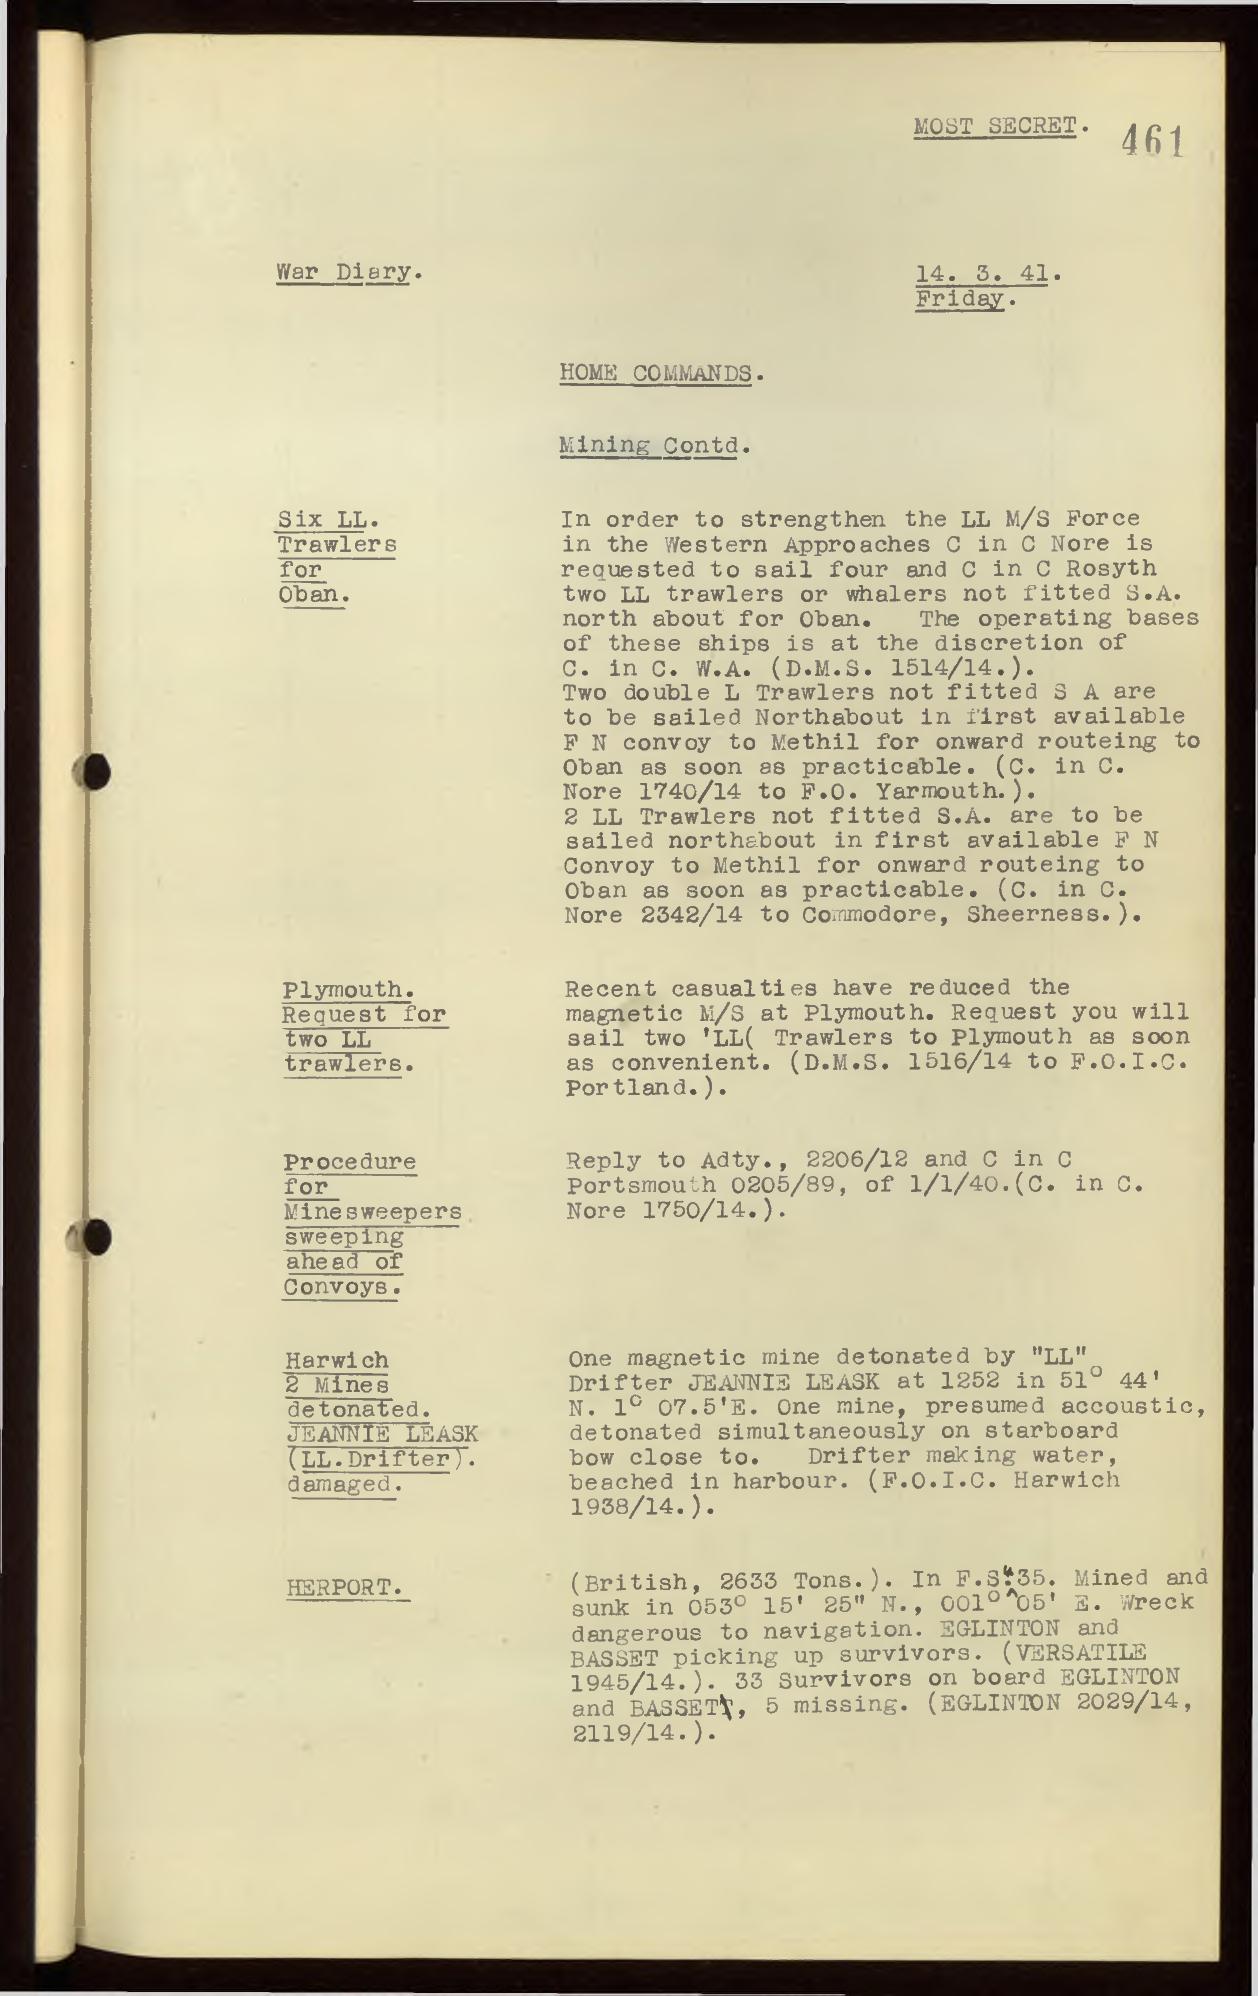 MOST SECRET.
461
War Diary.
14. 3. 41.
Friday.
HOME COMMANDS.
Mining Contd.
Six LL.
Trawlers
for
Oban.
In order to strengthen the LL M/S Force
in the Western Approaches C in C Nore is
requested to sail four and C in C Rosyth
two LL trawlers or whalers not fitted S.A.
north about for Oban. The operating bases
of these ships is at the discretion of
C. in C. W.A. (D.M.S. 1514/14.).
Two double L Trawlers not fitted S A are
to be sailed Northabout in first available
F N convoy to Methil for onward routeing to
Oban as soon as practicable. (C. in C.
Nore 1740/14 to F.O. Yarmouth.).
2 LL Trawlers not fitted S.A. are to be
sailed northabout in first available F N
Convoy to Methil for onward routeing to
Oban as soon as practicable. (C. in C.
Nore 2342/14 to Commodore, Sheerness.).
Plymouth.
Request for
two LL
trawlers.
Recent casualties have reduced the
magnetic M/S at Plymouth. Request you will
sail two 'LL( Trawlers to Plymouth as soon
as convenient. (D.M.S. 1516/14 to F.O.I.C.
Portland.).
Procedure
for
Minesweepers
sweeping
ahead of
Convoys.
Reply to Adty., 2206/12 and C in C
Portsmouth 0205/89, of 1/1/40.(C. in C.
Nore 1750/14.).
Harwich
2 Mines
detonated.
JEANNIE LEASK
(LL.Drifter).
damaged.
One magnetic mine detonated by "LL"
Drifter JEANNIE LEASK at 1252 in 51° 44'
N. 1° 07.5'E. One mine, presumed accoustic,
detonated simultaneously on starboard
bow close to. Drifter making water,
beached in harbour. (F.O.I.C. Harwich
1938/14.).
HERPORT.
(British, 2633 Tons.). In F.S.35. Mined and
sunk in 053° 15' 25" N., 001° 05' E. Wreck
dangerous to navigation. EGLINTON and
BASSET picking up survivors. (VERSATILE
1945/14.). 33 Survivors on board EGLINTON
and BASSET, 5 missing. (EGLINTON 2029/14,
2119/14.).